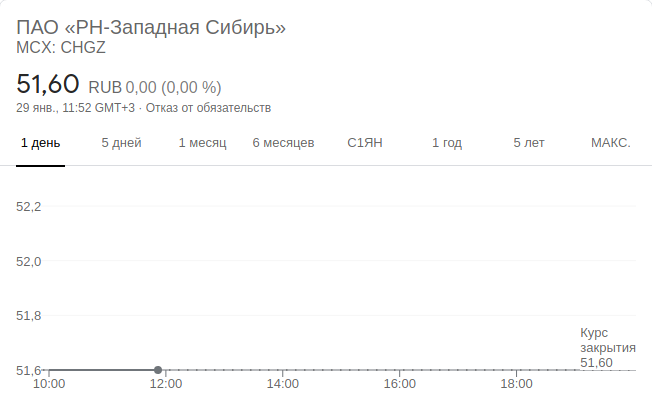 ПАО «РН-Западная Сибирь»
MCX: CHGZ
51,60 RUB 0,00 (0,00 %)
29 янв., 11:52 GMT+3 · Отказ от обязательств
1 день 5 дней 1 месяц 6 месяцев С1ЯН 1 год 5 лет МАКС.
52,2
52,0
51,8
Курс
закрытия
51,60
51,6
10:00 12:00 14:00 16:00 18:00